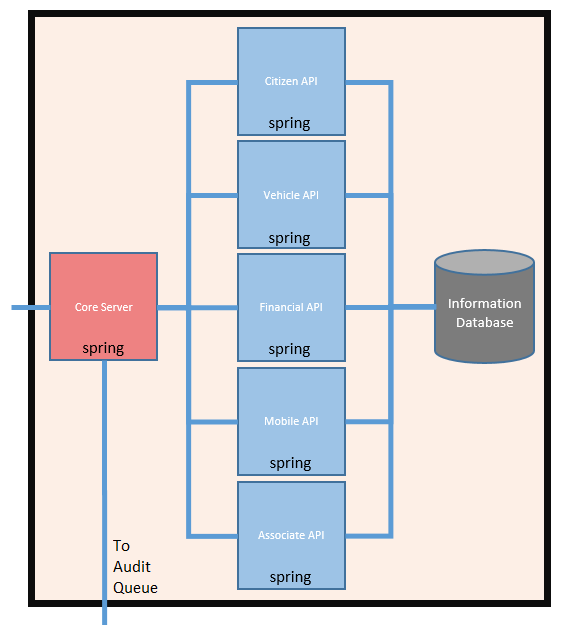 Citizen API
spring
Vehicle API
spring
Core Server
spring
Financial API
spring
Information
Database
Mobile API
spring
Associate API
spring
To
Audit
Queue